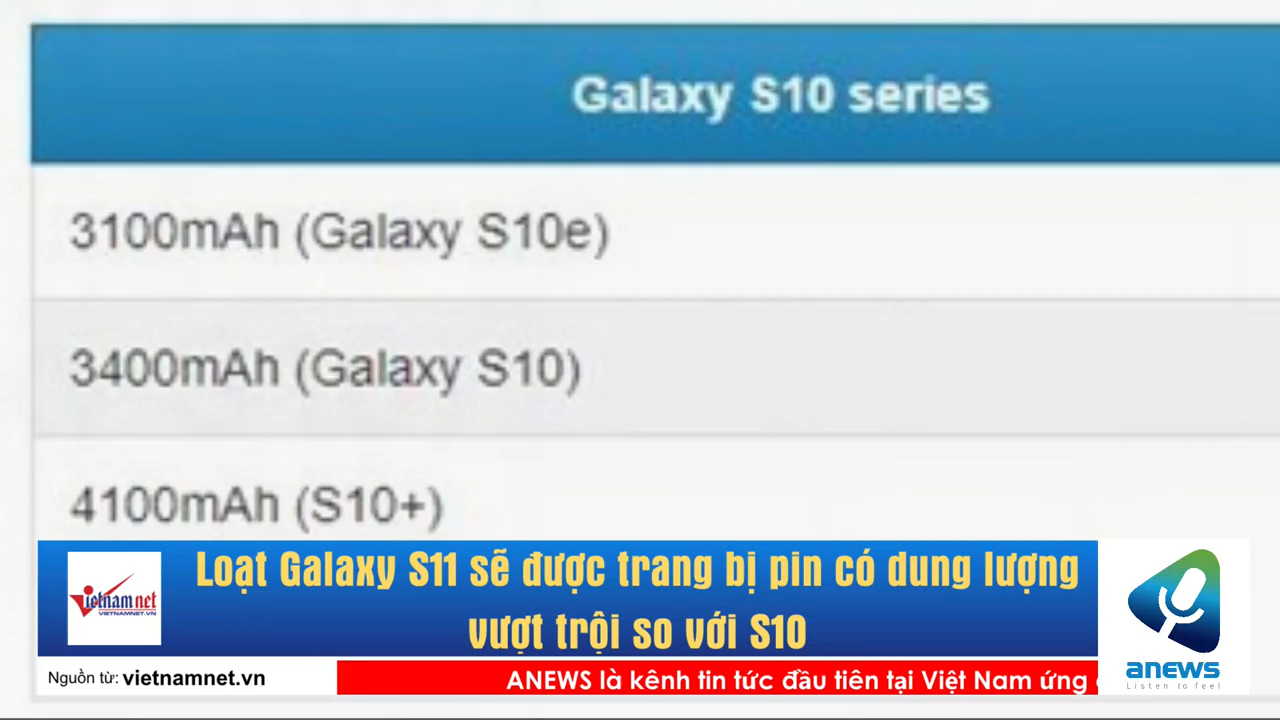 Galaxy S10 series
3100mAh (Galaxy S10e)
3400mAh (Galaxy S10)
4100mAh (S10+)
Loạt Galaxy S11 sẽ được trang bị pin có dung lượng
vượt trội so với S10
Vietnamnet
VIETNAMNET.VN
Nguồn từ: vietnamnet.vn
ANEWS là kênh tin tức đầu tiên tại Việt Nam ứng
anews
Listen to feel